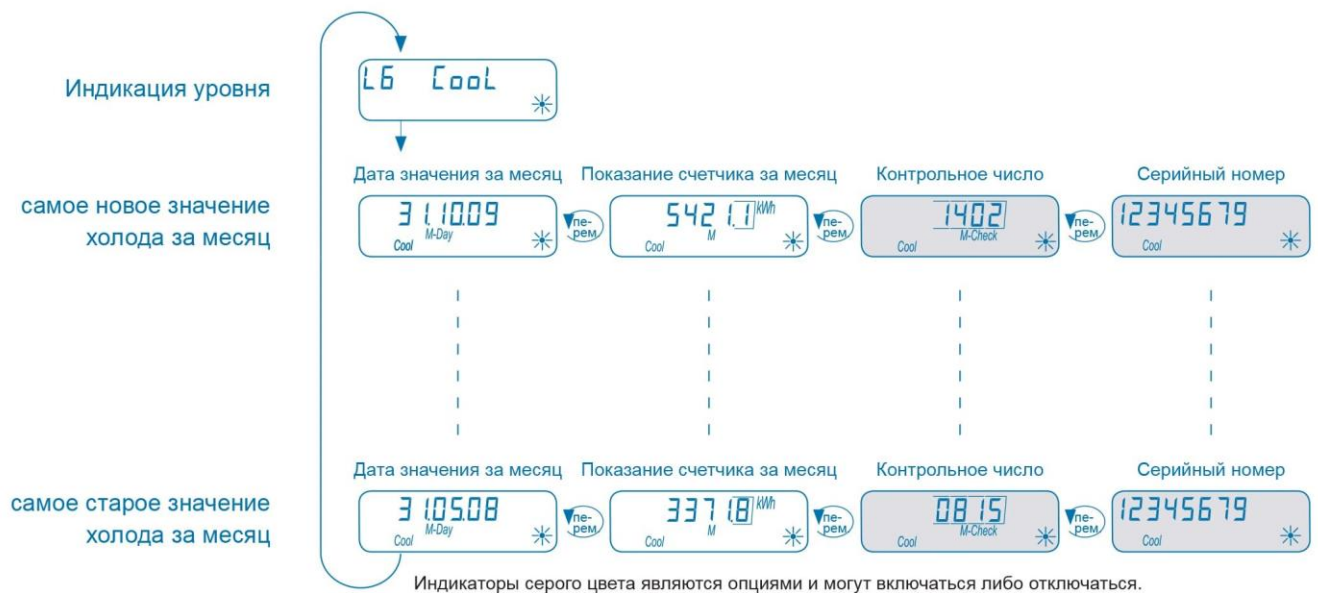 L6 Cool
Индикация уровня
Дата значения за месяц Показание счетчика за месяц Контрольное число Серийный номер
самое новое значение
холода за месяц
31.10.09 M-Day Cool
пе-
рем
5421.1 kWh M Cool
пе-
рем
1402 M-Check Cool
пе-
рем
12345679 Cool
Дата значения за месяц Показание счетчика за месяц Контрольное число Серийный номер
самое старое значение
холода за месяц
31.05.08 M-Day Cool
пе-
рем
3371.8 kWh M Cool
пе-
рем
0815 M-Check Cool
пе-
рем
12345679 Cool
Индикаторы серого цвета являются опциями и могут включаться либо отключаться.